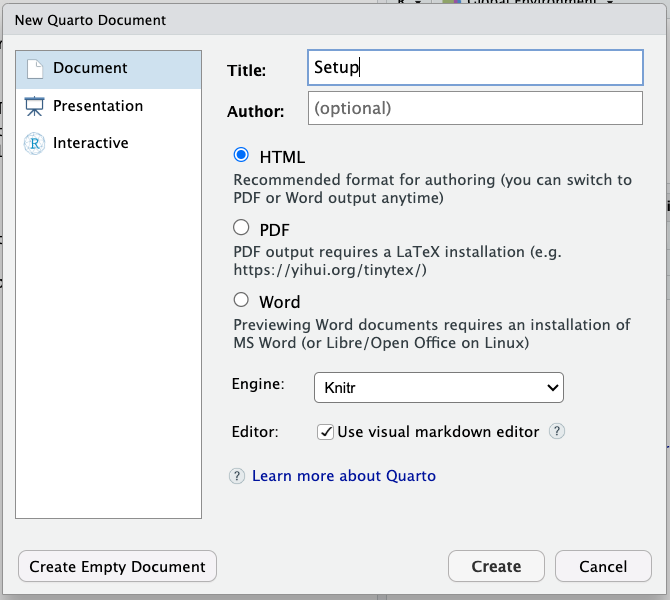 Global Environment
New Quarto Document
Document
Presentation
R Interactive
Title: Setup
Author: (optional)
HTML
Recommended format for authoring (you can switch to
PDF or Word output anytime)
PDF
PDF output requires a LaTeX installation (e.g.
https://yihui.org/tinytex/)
Word
Previewing Word documents requires an installation of
MS Word (or Libre/Open Office on Linux)
Engine: Knitr
Editor: Use visual markdown editor ?
? Learn more about Quarto
Create Empty Document Create Cancel